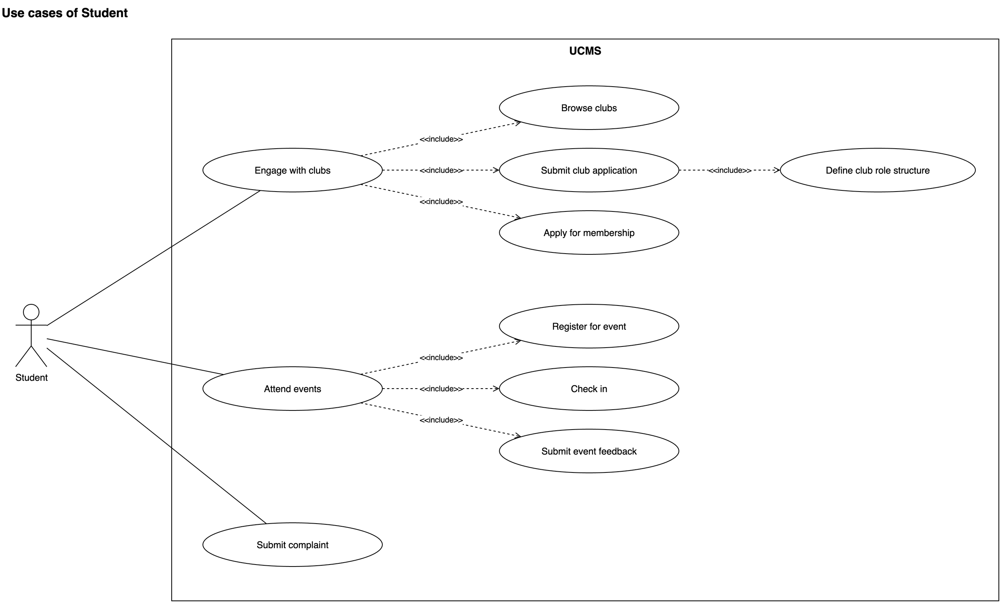 Use cases of Student
UCMS
Browse clubs
<<include>>
Engage with clubs
<<include>>
Submit club application
<<include>>
Define club role structure
<<include>>
Apply for membership
Register for event
<<include>>
Student
Attend events
<<include>>
Check in
<<include>>
Submit event feedback
Submit complaint